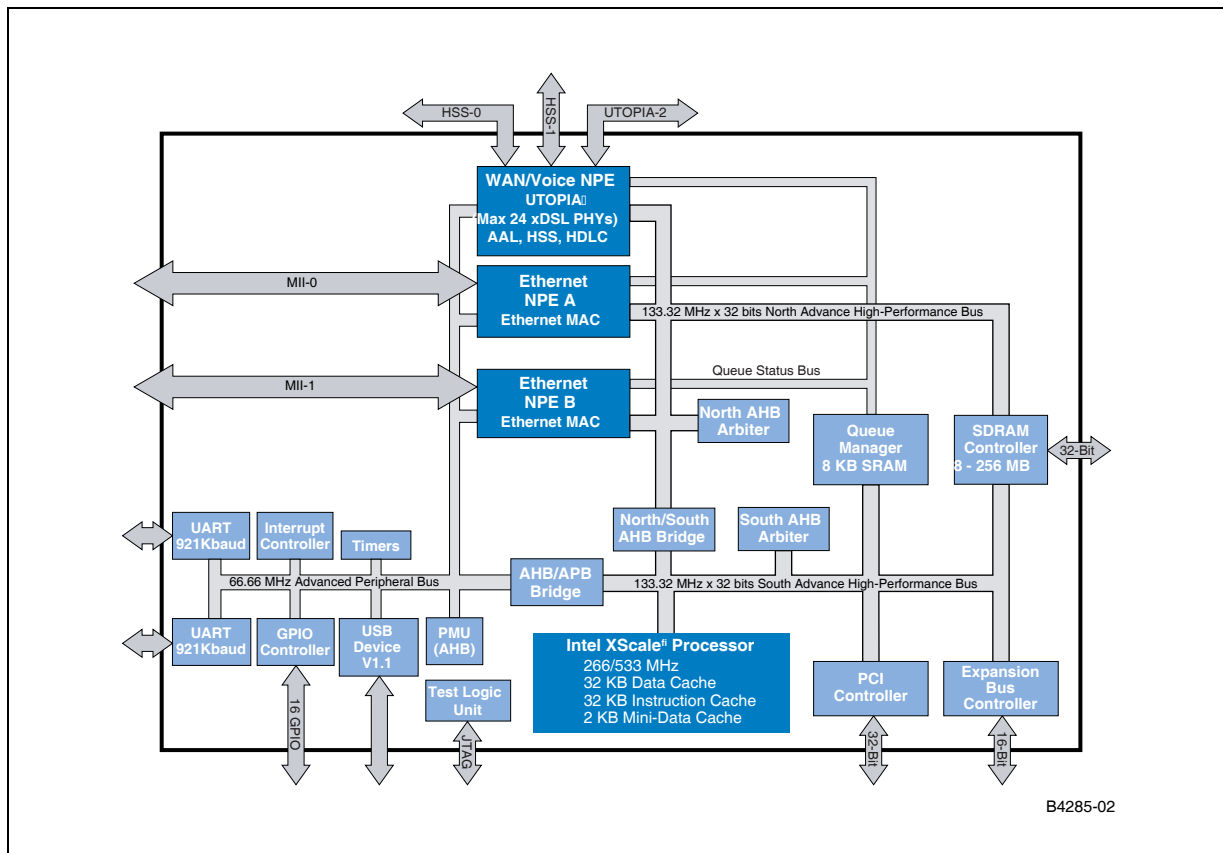 HSS-0
HSS-1
UTOPIA-2
WAN/Voice NPE
UTOPIA
(Max 24 xDSL PHYs)
AAL, HSS, HDLC
MII-0
Ethernet
NPE A
Ethernet MAC
133.32 MHz x 32 bits North Advance High-Performance Bus
MII-1
Ethernet
NPE B
Ethernet MAC
Queue Status Bus
North AHB
Arbiter
Queue
Manager
8 KB SRAM
SDRAM
Controller
8 - 256 MB
32-Bit
UART
921Kbaud
Interrupt
Controller
Timers
North/South
AHB Bridge
South AHB
Arbiter
66.66 MHz Advanced Peripheral Bus
AHB/APB
Bridge
133.32 MHz x 32 bits South Advance High-Performance Bus
UART
921Kbaud
GPIO
Controller
USB
Device
V1.1
PMU
(AHB)
Intel XScalefi Processor
266/533 MHz
32 KB Data Cache
32 KB Instruction Cache
2 KB Mini-Data Cache
PCI
Controller
Expansion
Bus
Controller
Test Logic
Unit
16 GPIO
JTAG
32-Bit
16-Bit
B4285-02